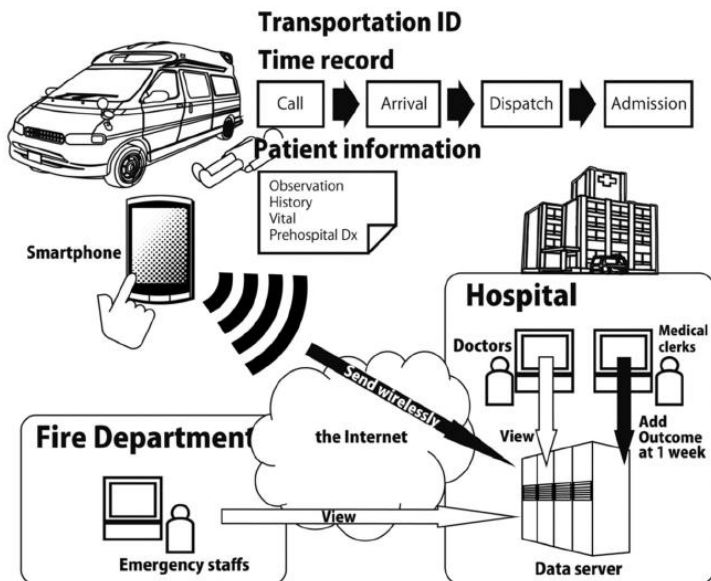 Transportation ID
Time record
Call
Arrival
Dispatch
Admission
Patient information
Observation
History
Vital
Prehospital Dx
Smartphone
Hospital
Doctors
Medical
clerks
Send wirelessly
View
Add
Outcome
at 1 week
Fire Department
the Internet
View
Emergency staffs
Data server